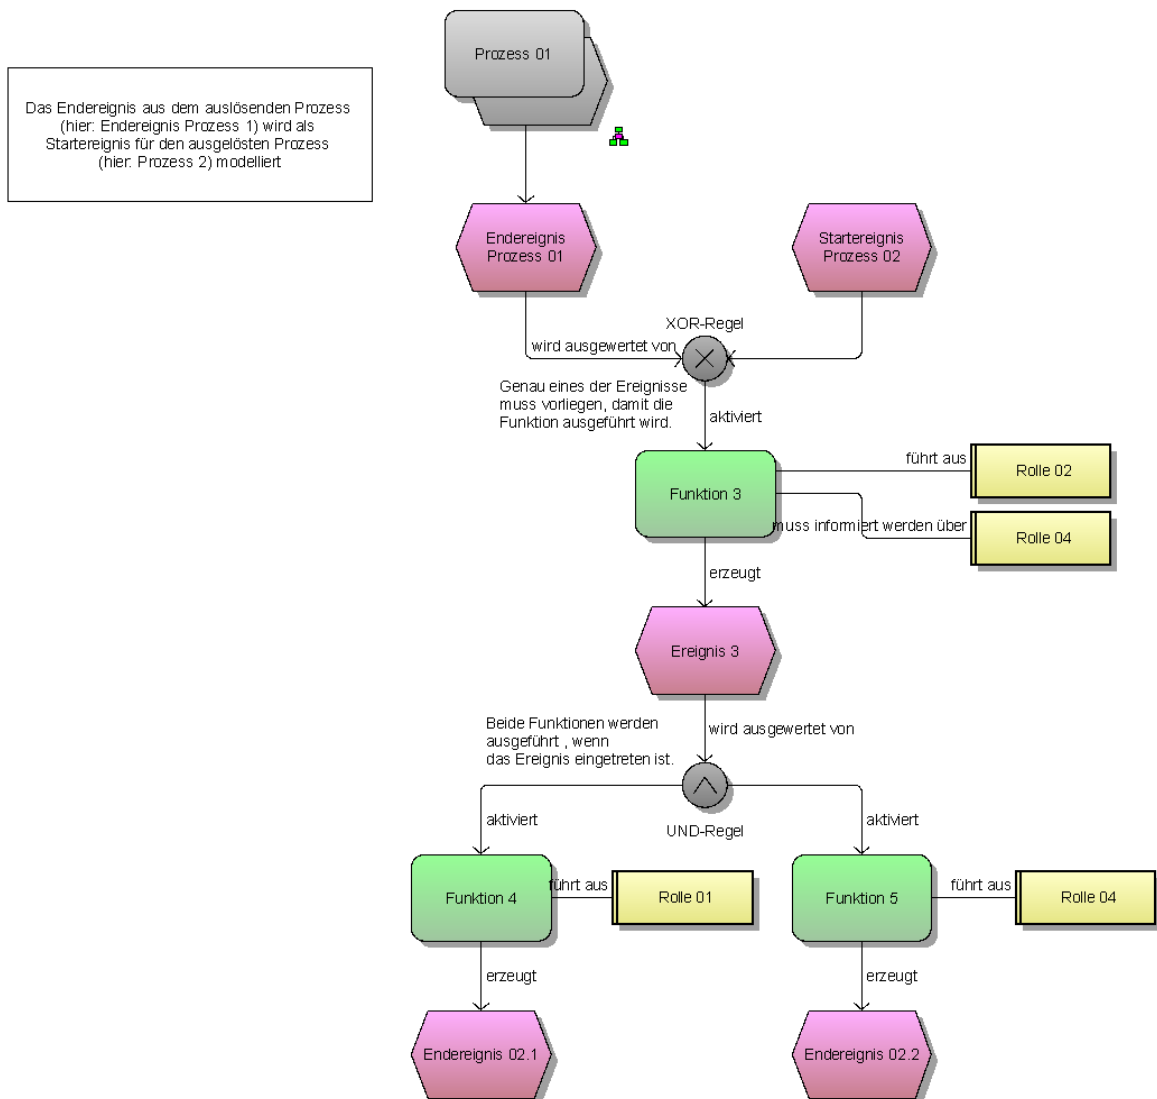 Prozess 01
Das Endereignis aus dem auslösenden Prozess
(hier: Endereignis Prozess 1) wird als
Startereignis für den ausgelösten Prozess
(hier: Prozess 2) modelliert
Endereignis
Prozess 01
Startereignis
Prozess 02
XOR-Regel
wird ausgewertet von
Genau eines der Ereignisse
muss vorliegen, damit die
Funktion ausgeführt wird.
aktiviert
Funktion 3
führt aus
Rolle 02
muss informiert werden über
Rolle 04
erzeugt
Ereignis 3
Beide Funktionen werden
ausgeführt , wenn
das Ereignis eingetreten ist.
wird ausgewertet von
UND-Regel
aktiviert
aktiviert
Funktion 4
führt aus
Rolle 01
Funktion 5
führt aus
Rolle 04
erzeugt
erzeugt
Endereignis 02.1
Endereignis 02.2